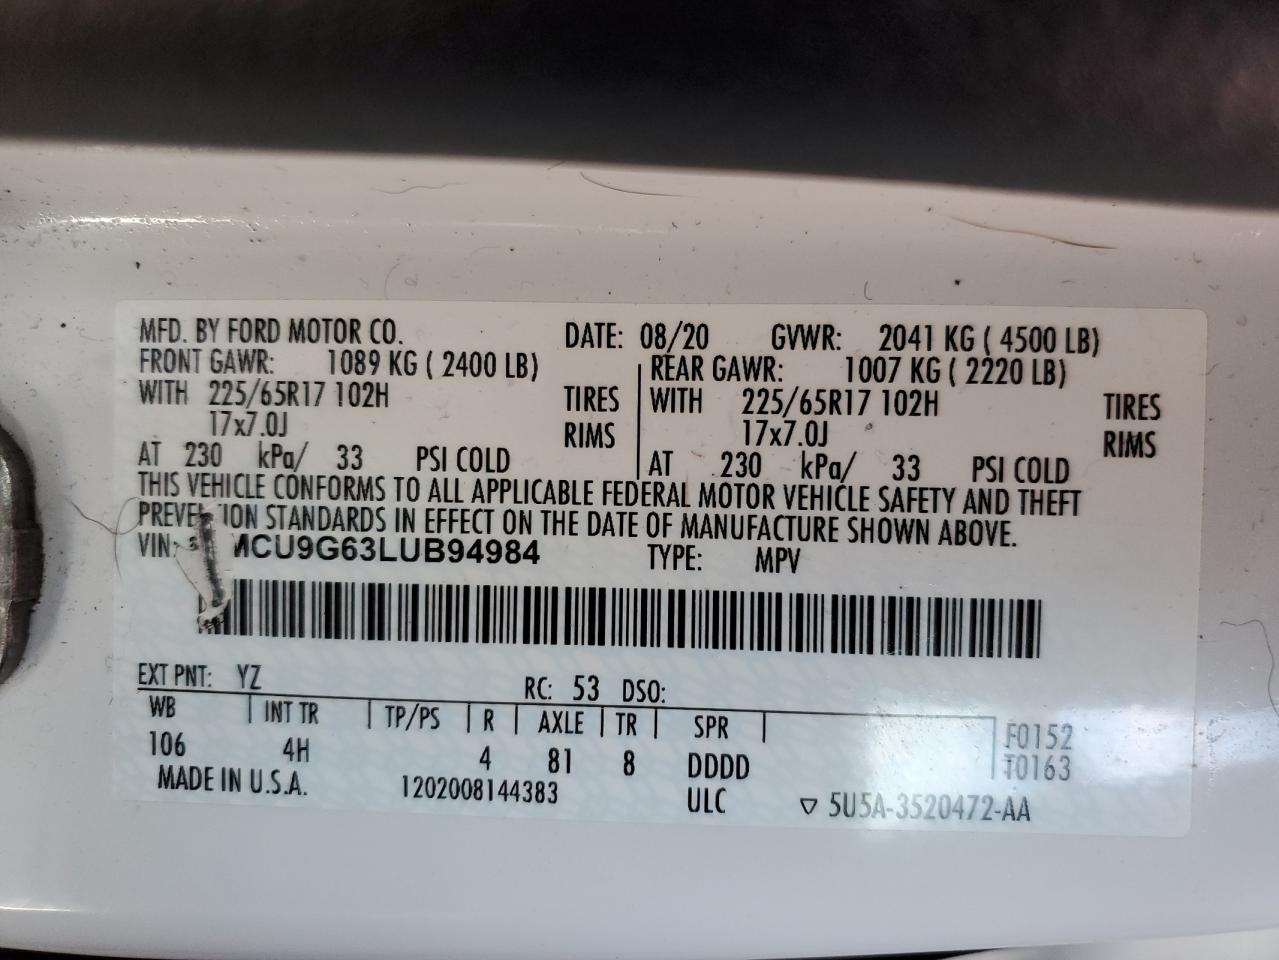 MFD. BY FORD MOTOR CO. DATE: 08/20 GVWR: 2041 KG ( 4500 LB)
FRONT GAWR: 1089 KG ( 2400 LB) REAR GAWR: 1007 KG ( 2220 LB)
WITH 225/65R17 102H TIRES WITH 225/65R17 102H TIRES
17x7.0J RIMS 17x7.0J RIMS
AT 230 kPa/ 33 PSI COLD AT 230 kPa/ 33 PSI COLD
THIS VEHICLE CONFORMS TO ALL APPLICABLE FEDERAL MOTOR VEHICLE SAFETY AND THEFT
PREVENTION STANDARDS IN EFFECT ON THE DATE OF MANUFACTURE SHOWN ABOVE.
VIN: MCU9G63LUB94984 TYPE: MPV
EXT PNT: YZ RC: 53 DSO:
WB INT TR TP/PS R AXLE TR SPR
106 4H 4 81 8 DDDD
F0152
T0163
MADE IN U.S.A. 1202008144383 ULC ▽ 5U5A-3520472-AA